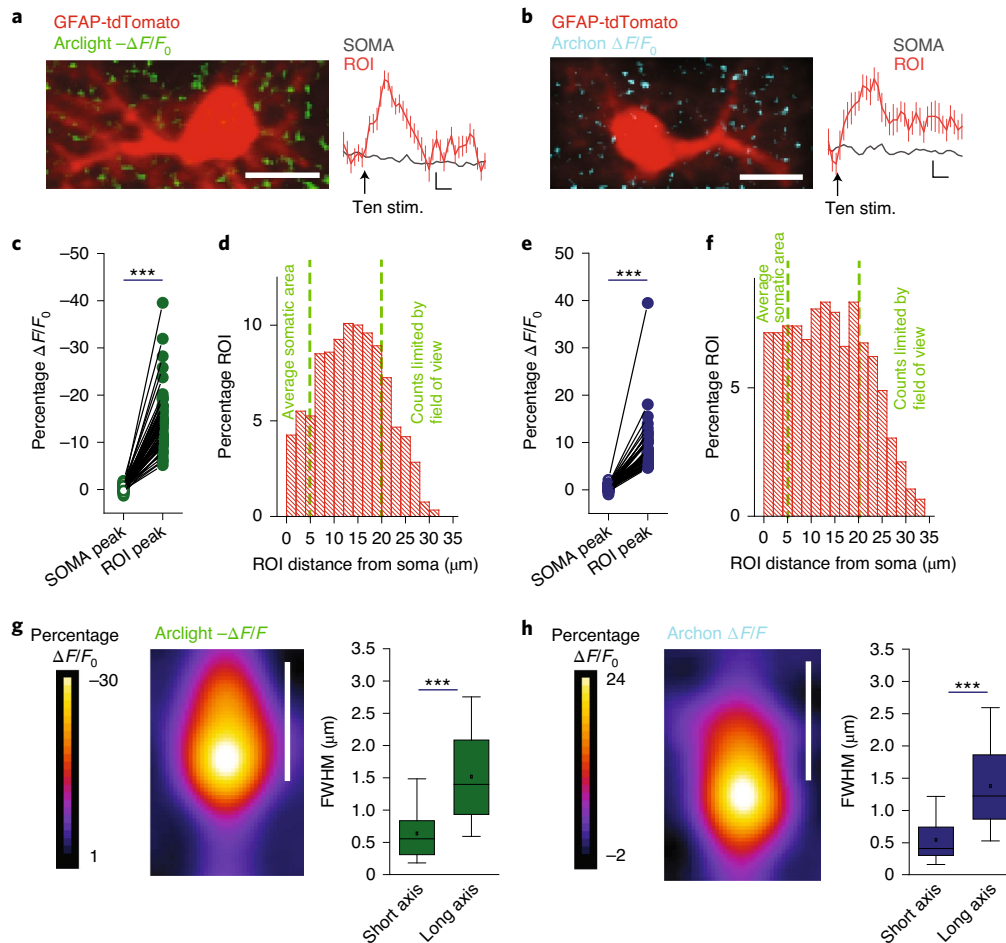 a
GFAP-tdTomato
Arclight –ΔF/F0
SOMA
ROI
Ten stim.
b
GFAP-tdTomato
Archon ΔF/F0
SOMA
ROI
Ten stim.
c
Percentage ΔF/F0
–50
–40
–30
–20
–10
0
***
SOMA peak
ROI peak
d
Percentage ROI
10
5
0
Average somatic area
Counts limited by
field of view
0
5
10
15
20
25
30
35
ROI distance from soma (μm)
e
Percentage ΔF/F0
50
40
30
20
10
0
***
SOMA peak
ROI peak
f
Percentage ROI
5
0
Average
somatic area
Counts limited by
field of view
0
5
10
15
20
25
30
35
ROI distance from soma (μm)
g
Percentage
ΔF/F0
–30
1
Arclight –ΔF/F
FWHM (μm)
3.5
3.0
2.5
2.0
1.5
1.0
0.5
0
***
Short axis
Long axis
h
Percentage
ΔF/F0
24
–2
Archon ΔF/F
FWHM (μm)
3.5
3.0
2.5
2.0
1.5
1.0
0.5
0
***
Short axis
Long axis